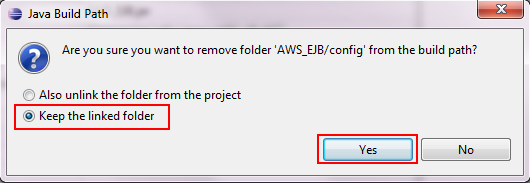 Java Build Path
Are you sure you want to remove folder 'AWS_EJB/config' from the build path?
Also unlink the folder from the project
Keep the linked folder
Yes
No